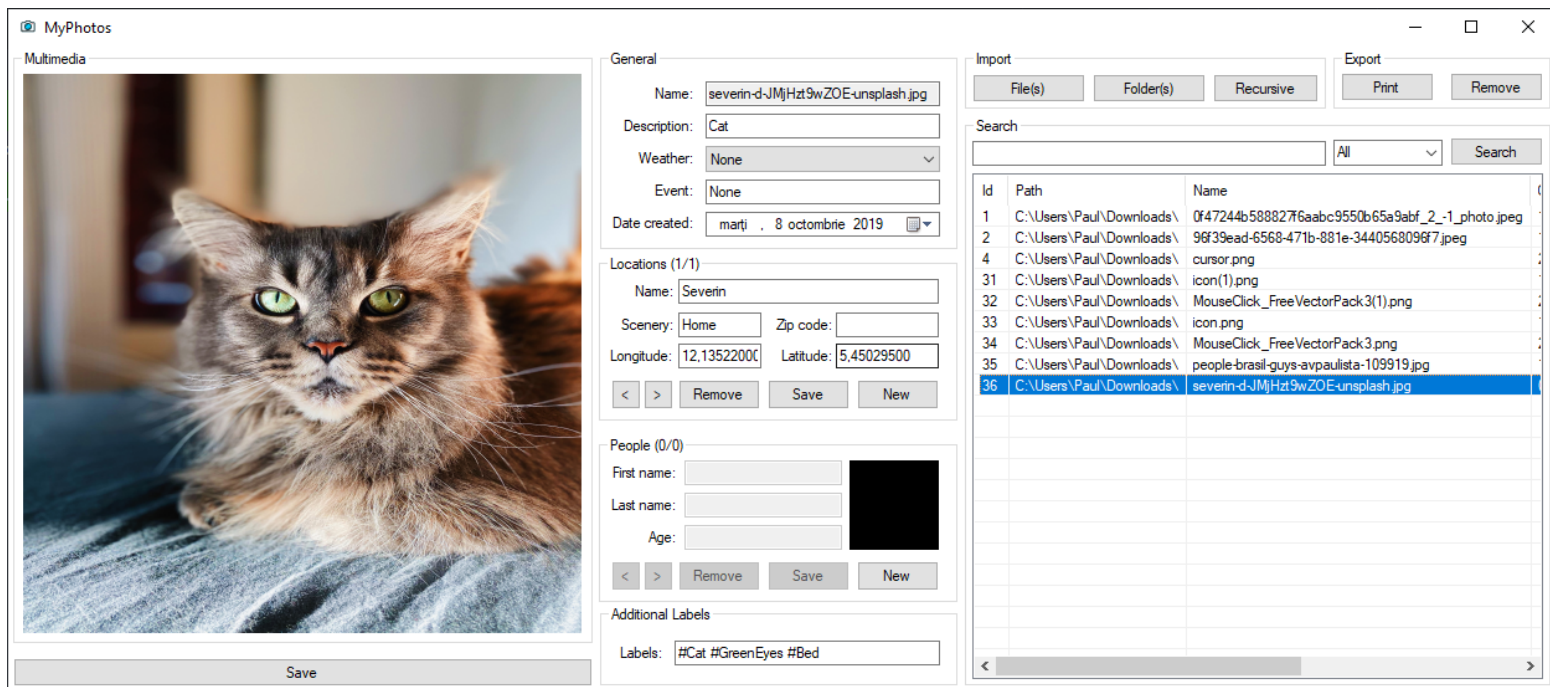 MyPhotos
Multimedia
Save
General
Name: severin-d-JMjHzt9wZOE-unsplash.jpg
Description: Cat
Weather: None
Event: None
Date created: marți , 8 octombrie 2019
Locations (1/1)
Name: Severin
Scenery: Home Zip code:
Longitude: 12,13522000 Latitude: 5,45029500
< > Remove Save New
People (0/0)
First name:
Last name:
Age:
< > Remove Save New
Additional Labels
Labels: #Cat #GreenEyes #Bed
Import
File(s) Folder(s) Recursive
Export
Print Remove
Search
All Search
Id Path Name
1 C:\Users\Paul\Downloads\ 0f47244b588827f6aabc9550b65a9abf_2_-1_photo.jpeg
2 C:\Users\Paul\Downloads\ 96f39ead-6568-471b-881e-3440568096f7.jpeg
4 C:\Users\Paul\Downloads\ cursor.png
31 C:\Users\Paul\Downloads\ icon(1).png
32 C:\Users\Paul\Downloads\ MouseClick_FreeVectorPack3(1).png
33 C:\Users\Paul\Downloads\ icon.png
34 C:\Users\Paul\Downloads\ MouseClick_FreeVectorPack3.png
35 C:\Users\Paul\Downloads\ people-brasil-guys-avpaulista-109919.jpg
36 C:\Users\Paul\Downloads\ severin-d-JMjHzt9wZOE-unsplash.jpg